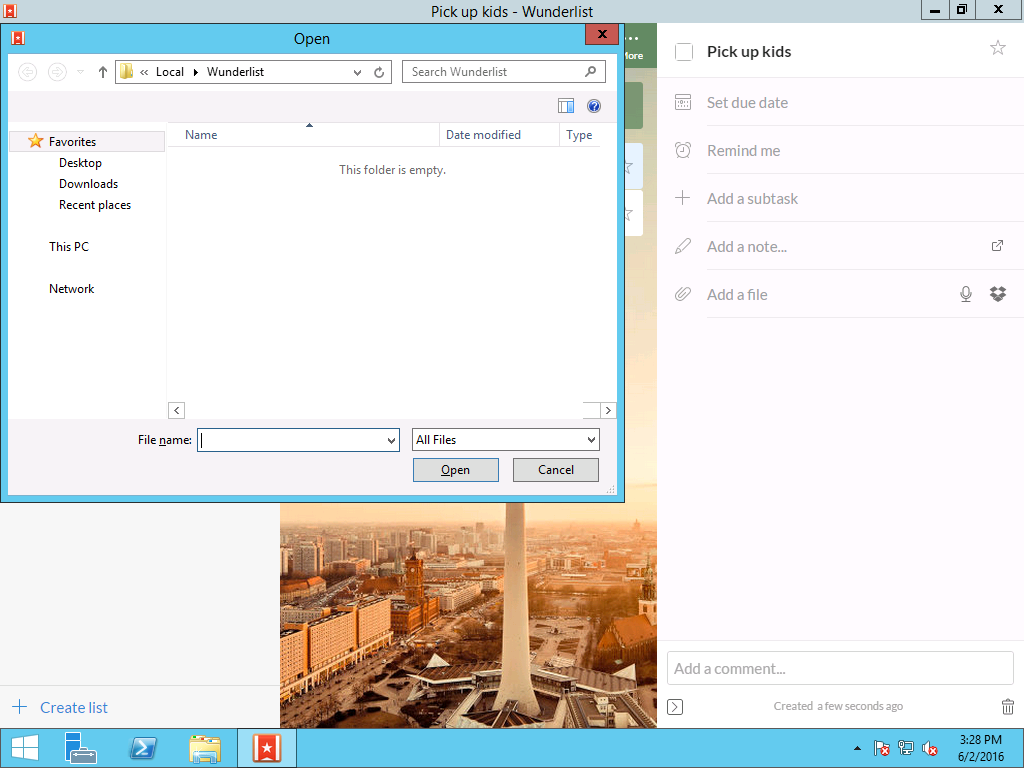 Pick up kids - Wunderlist
Open
« Local Wunderlist
Search Wunderlist
Favorites
Desktop
Downloads
Recent places
This PC
Network
Name
Date modified
Type
This folder is empty.
File name:
All Files
Open
Cancel
More
Pick up kids
Set due date
Remind me
Add a subtask
Add a note...
Add a file
Add a comment...
Created a few seconds ago
Create list
3:28 PM
6/2/2016